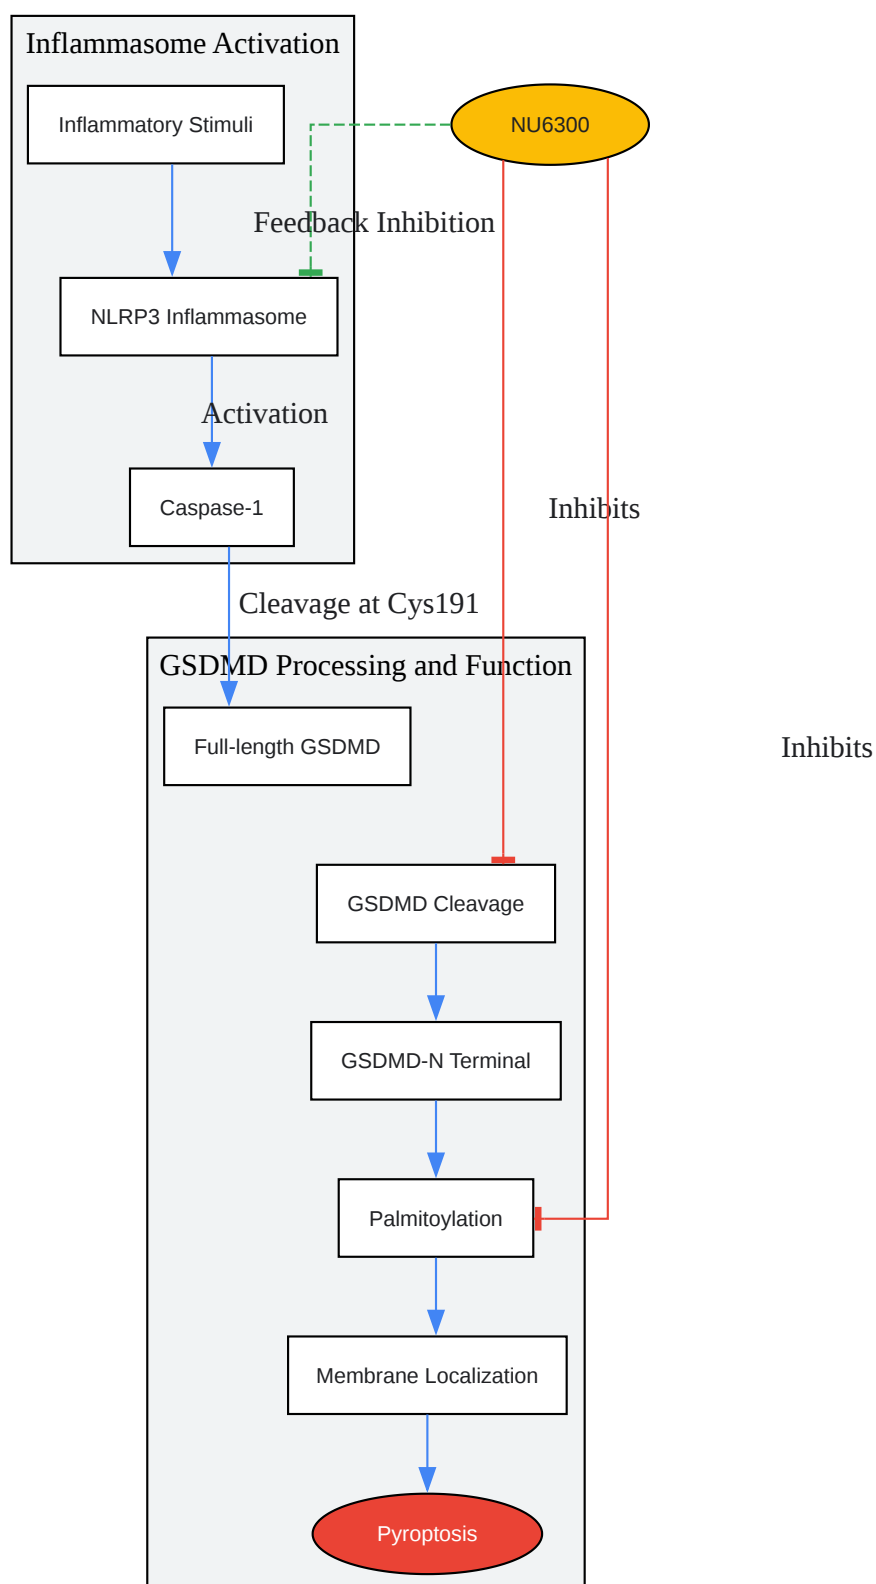 Inflammasome Activation
Inflammatory Stimuli
NU6300
Feedback Inhibition
NLRP3 Inflammasome
Activation
Caspase-1
Inhibits
Cleavage at Cys191
GSDMD Processing and Function
Full-length GSDMD
Inhibits
GSDMD Cleavage
GSDMD-N Terminal
Palmitoylation
Membrane Localization
Pyroptosis